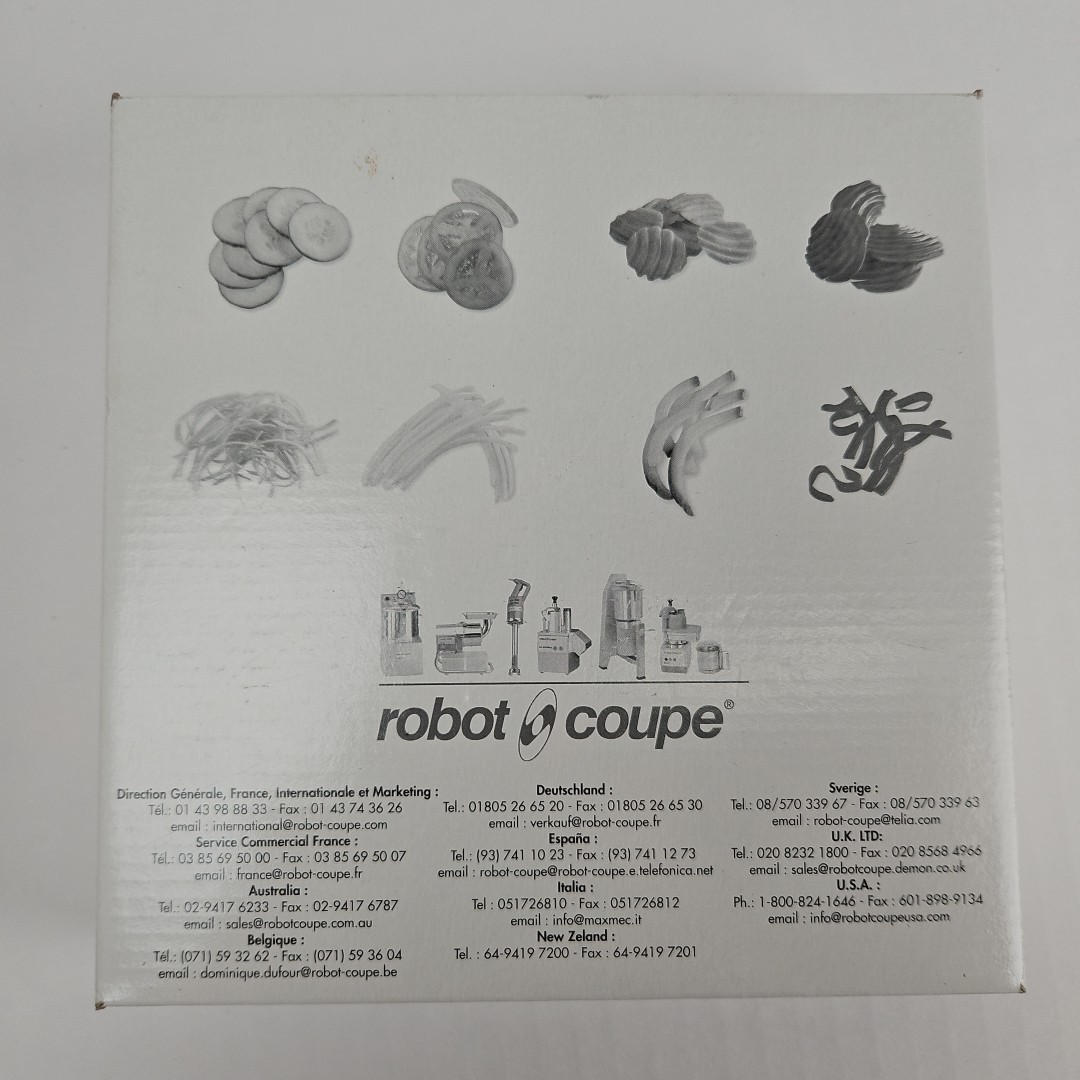 robot coupe®
Direction Générale, France, Internationale et Marketing :
Tél.: 01 43 98 88 33 - Fax : 01 43 74 36 26
email : international@robot-coupe.com
Service Commercial France :
Tél.: 03 85 69 50 00 - Fax : 03 85 69 50 07
email : france@robot-coupe.fr
Australia :
Tel.: 02-9417 6233 - Fax : 02-9417 6787
email : sales@robotcoupe.com.au
Belgique :
Tél.: (071) 59 32 62 - Fax : (071) 59 36 04
email : dominique.dufour@robot-coupe.be
Deutschland :
Tel.: 01805 26 65 20 - Fax : 01805 26 65 30
email : verkauf@robot-coupe.fr
España :
Tel.: (93) 741 10 23 - Fax : (93) 741 12 73
email : robot-coupe@robot-coupe.e.telefonica.net
Italia :
Tel : 051726810 - Fax : 051726812
email : info@maxmec.it
New Zeland :
Tel. : 64-9419 7200 - Fax : 64-9419 7201
Sverige :
Tel.: 08/570 339 67 - Fax : 08/570 339 63
email : robot-coupe@telia.com
U.K. LTD:
Tel.: 020 8232 1800 - Fax : 020 8568 4966
email : sales@robotcoupe.demon.co.uk
U.S.A. :
Ph.: 1-800-824-1646 - Fax : 601-898-9134
email : info@robotcoupeusa.com